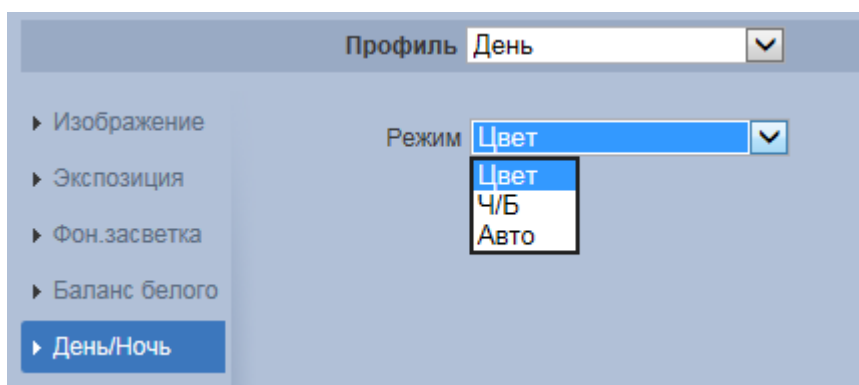 Профиль День
Изображение
Режим Цвет
Экспозиция
Цвет
Ч/Б
Фон.засветка
Авто
Баланс белого
День/Ночь